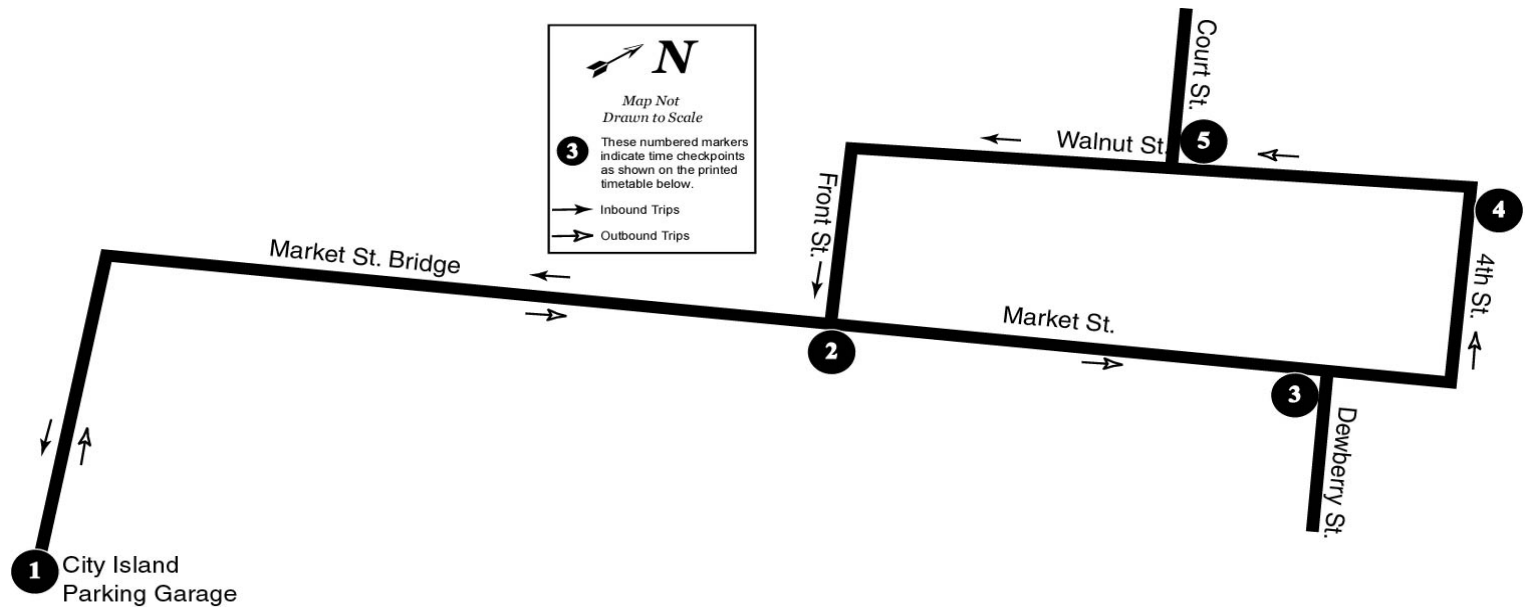 N
Map Not
Drawn to Scale
3
These numbered markers
indicate time checkpoints
as shown on the printed
timetable below.
Inbound Trips
Outbound Trips
Court St.
Walnut St.
5
4
Front St.
4th St.
Market St. Bridge
Market St.
2
3
Dewberry St.
1
City Island
Parking Garage